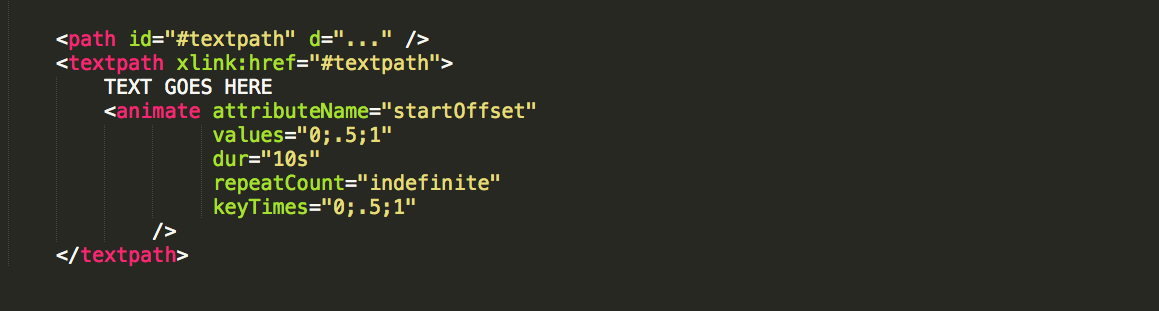 <path id="#textpath" d="..." />
<textpath xlink:href="#textpath">
TEXT GOES HERE
<animate attributeName="startOffset"
values="0;.5;1"
dur="10s"
repeatCount="indefinite"
keyTimes="0;.5;1"
/>
</textpath>